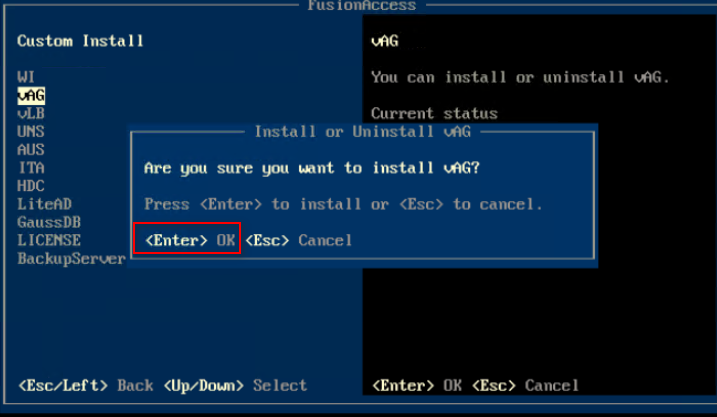 FusionAccess
Custom Install
WI
vAG
vLB
UNS
AUS
ITA
HDC
LiteAD
GaussDB
LICENSE
BackupServer
<Esc/Left> Back <Up/Down> Select
vAG
You can install or uninstall vAG.
Current status
<Enter> OK <Esc> Cancel
Install or Uninstall vAG
Are you sure you want to install vAG?
Press <Enter> to install or <Esc> to cancel.
<Enter> OK <Esc> Cancel